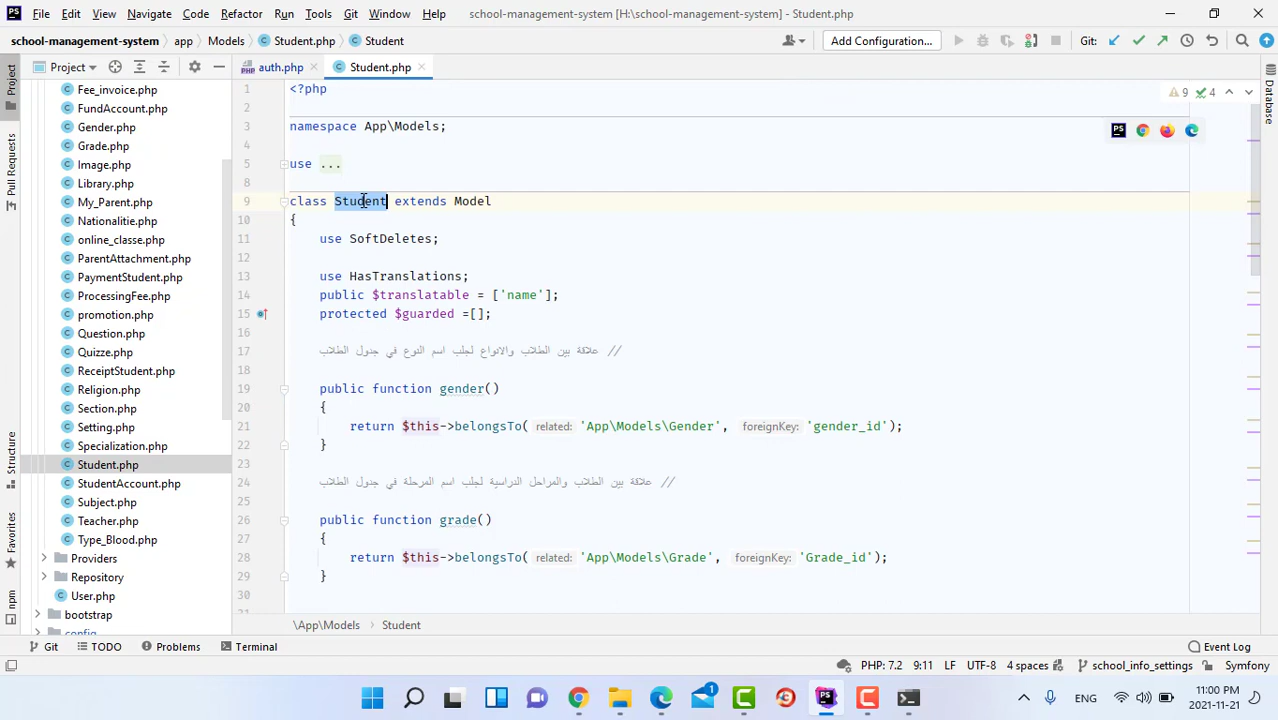 File Edit View Navigate Code Refactor Run Tools Git Window Help school-management-system [H:\school-management-system] - Student.php
school-management-system app Models Student.php Student Add Configuration... Git:
Project auth.php Student.php
Project
Pull Requests
Structure
Favorites
npm
Database
Fee_invoice.php
FundAccount.php
Gender.php
Grade.php
Image.php
Library.php
My_Parent.php
Nationalitie.php
online_classe.php
ParentAttachment.php
PaymentStudent.php
ProcessingFee.php
promotion.php
Question.php
Quizze.php
ReceiptStudent.php
Religion.php
Section.php
Setting.php
Specialization.php
Student.php
StudentAccount.php
Subject.php
Teacher.php
Type_Blood.php
Providers
Repository
User.php
bootstrap
config
9 4
1 <?php
2
3 namespace App\Models;
4
5 use ...
8
9 class Student extends Model
10 {
11 use SoftDeletes;
12
13 use HasTranslations;
14 public $translatable = ['name'];
15 protected $guarded =[];
16
17 // علاقة بين الطلاب والانواع لجلب اسم النوع في جدول الطلاب
18
19 public function gender()
20 {
21 return $this->belongsTo( related: 'App\Models\Gender', foreignKey: 'gender_id');
22 }
23
24 // علاقة بين الطلاب والمراحل الدراسية لجلب اسم المرحلة في جدول الطلاب
25
26 public function grade()
27 {
28 return $this->belongsTo( related: 'App\Models\Grade', foreignKey: 'Grade_id');
29 }
30
31
\App\Models Student
Git TODO Problems Terminal Event Log
PHP: 7.2 9:11 LF UTF-8 4 spaces school_info_settings Symfony
1 ENG 11:00 PM
2021-11-21